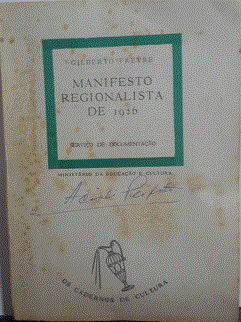 GILBERTO FREYRE
MANIFESTO
REGIONALISTA
DE 1926
SERVIÇO DE DOCUMENTAÇÃO
MINISTÉRIO DA EDUCAÇÃO E CULTURA
OS CADERNOS DE CULTURA